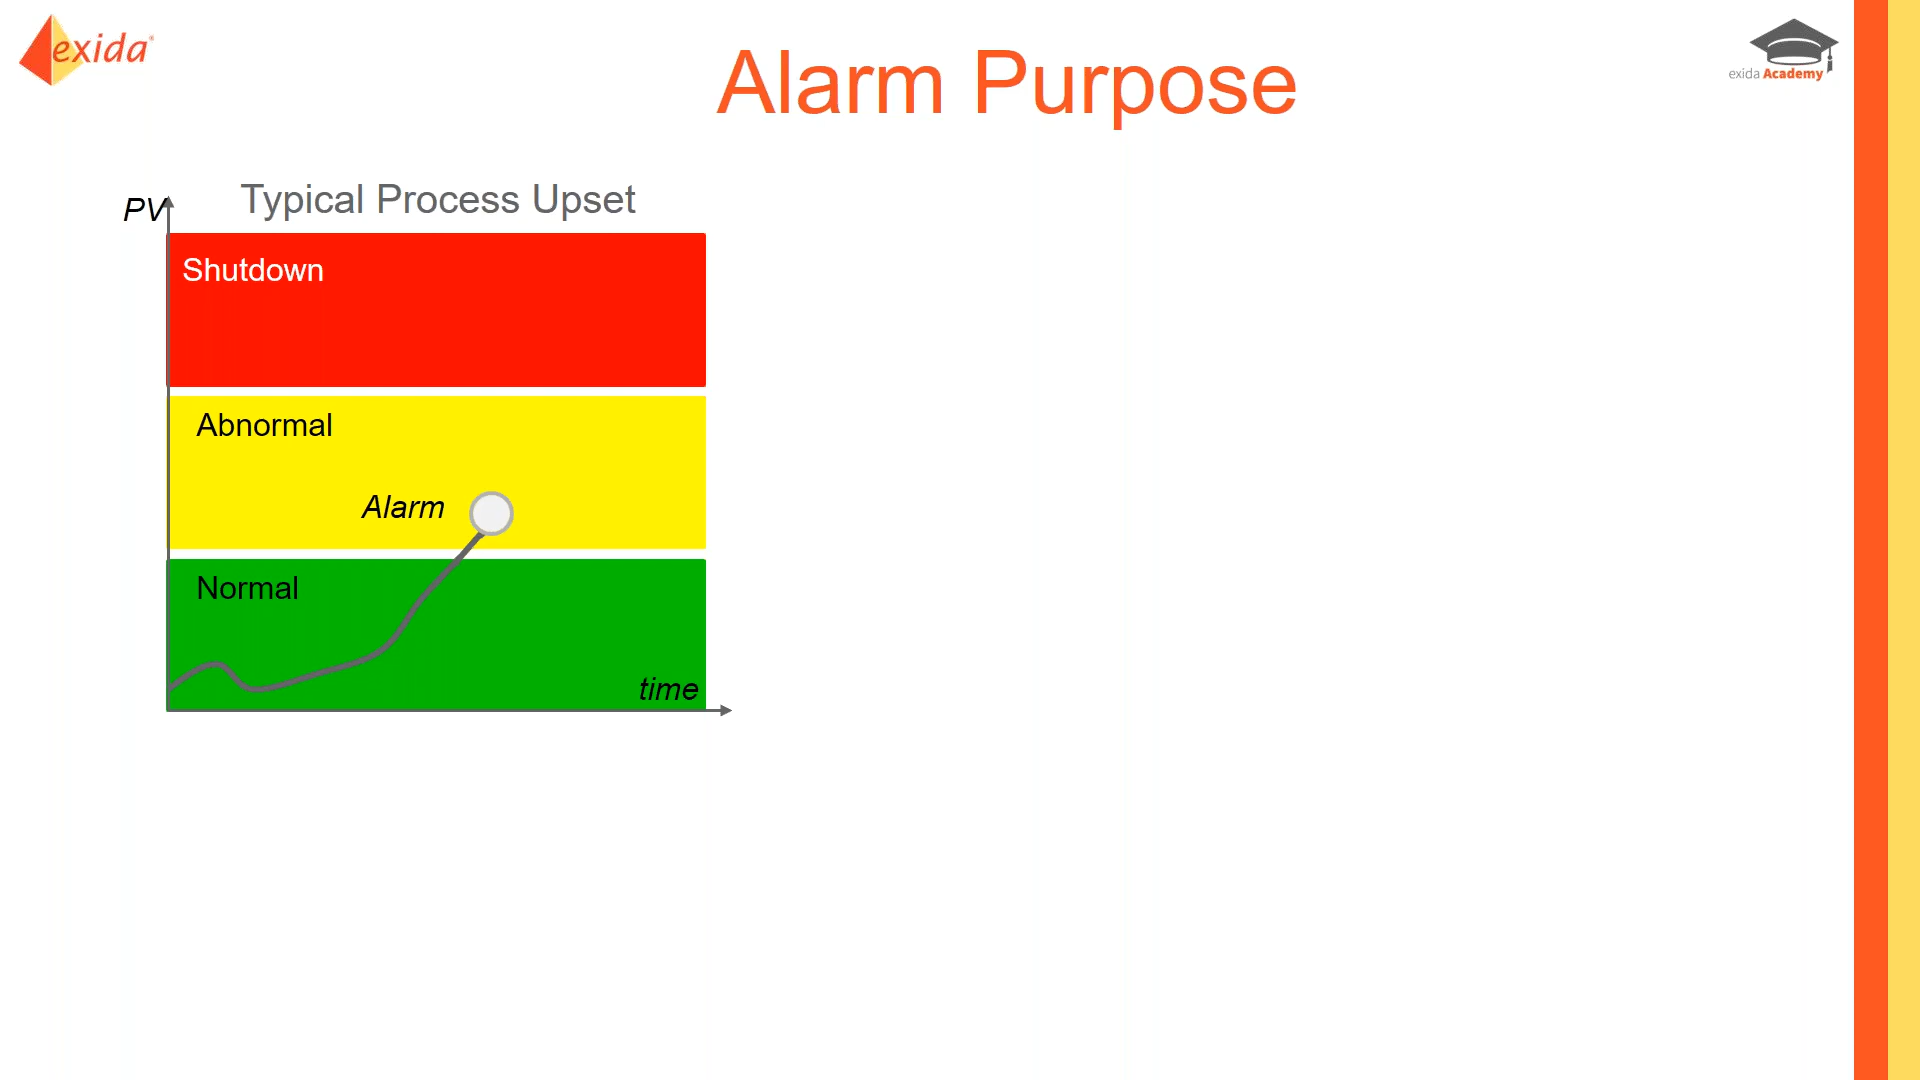 exida
Alarm Purpose
exida Academy
Typical Process Upset
PV
Shutdown
Abnormal
Alarm
Normal
time